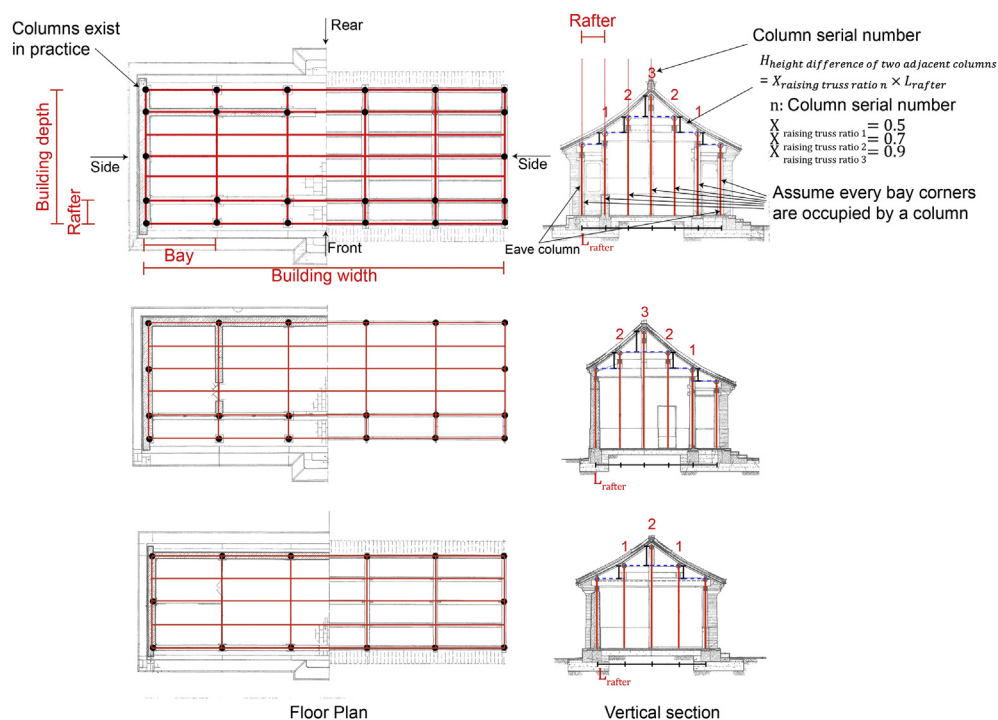 Columns exist
in practice
Rear
Rafter
Column serial number
H height difference of two adjacent columns
= X raising truss ratio n × L rafter
n: Column serial number
X raising truss ratio 1 = 0.5
X raising truss ratio 2 = 0.7
X raising truss ratio 3 = 0.9
3
2 2
1 1
Building depth
Side
Side
Rafter
Assume every bay corners
are occupied by a column
Front
Eave column
L rafter
Bay
Building width
3
2 2
1
L rafter
2
1 1
L rafter
Floor Plan
Vertical section